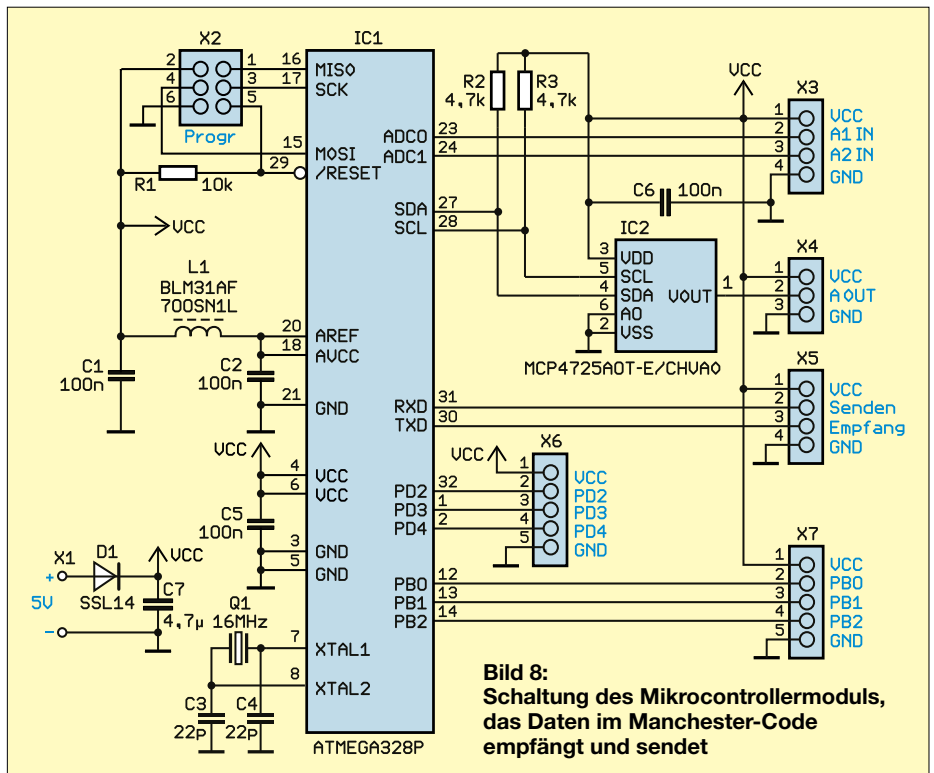 X2
2 1
4 3
6 5
Progr
IC1
16 MISO
17 SCK
15 MOSI
29 /RESET
R1 10k
VCC
L1
BLM31AF
700SN1L
20 AREF
18 AVCC
C1
100n
C2
100n
21 GND
VCC
4 VCC
6 VCC
C5
100n
3 GND
5 GND
X1
+
5V
-
D1
SSL14
VCC
C7
4,7µ
Q1
16MHz
7 XTAL1
8 XTAL2
C3
22p
C4
22p
ATMEGA328P
ADC0 23
ADC1 24
SDA 27
SCL 28
RXD 31
TXD 30
PD2 32
PD3 1
PD4 2
PB0 12
PB1 13
PB2 14
R2
4,7k
R3
4,7k
C6 100n
IC2
3 VDD
5 SCL
4 SDA
6 A0
2 VSS
VOUT 1
MCP4725A0T-E/CHVA0
VCC
X3
1 VCC
2 A1IN
3 A2IN
4 GND
X4
1 VCC
2 AOUT
3 GND
X5
1 VCC
2 Senden
3 Empfang
4 GND
X6
VCC
1 VCC
2 PD2
3 PD3
4 PD4
5 GND
X7
1 VCC
2 PB0
3 PB1
4 PB2
5 GND
Bild 8:
Schaltung des Mikrocontrollermoduls,
das Daten im Manchester-Code
empfängt und sendet